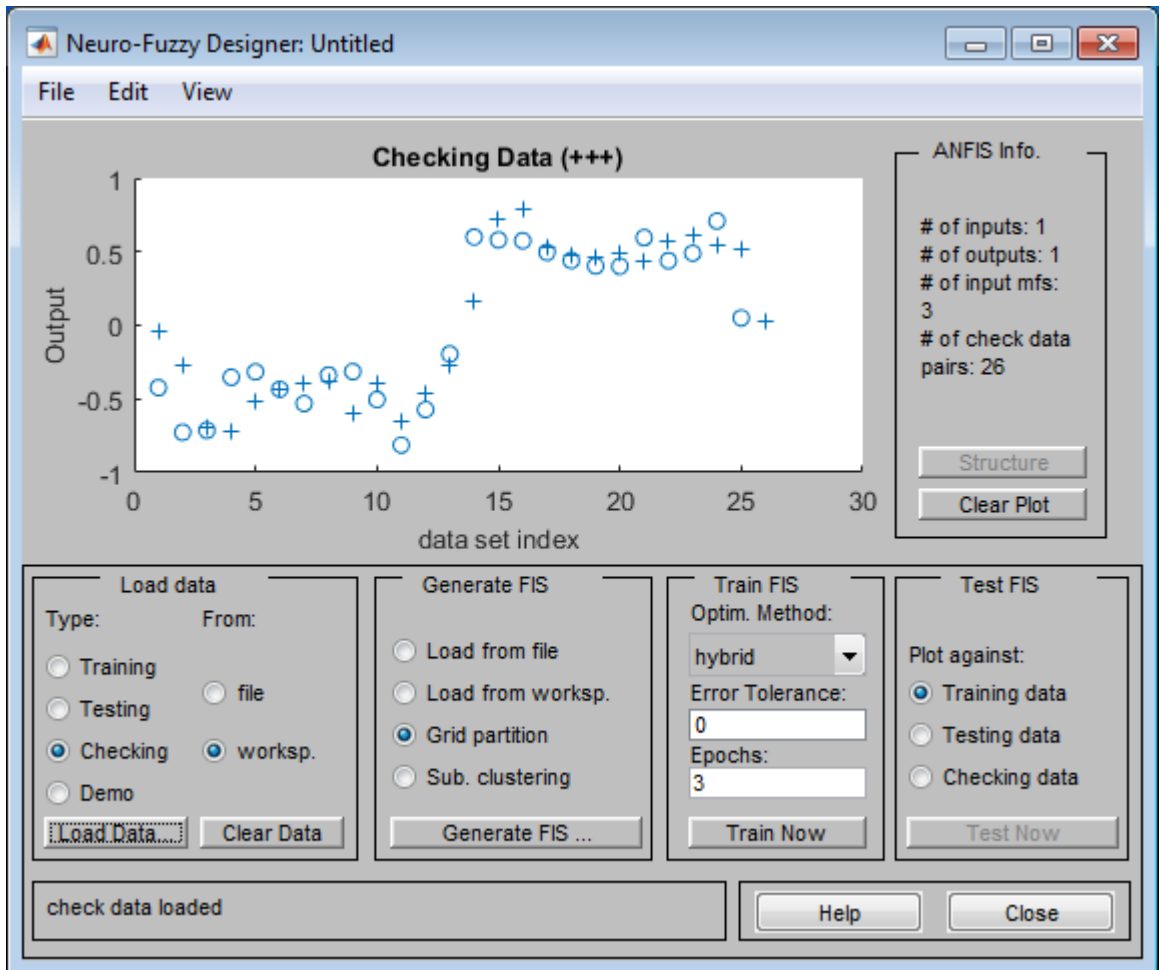 Neuro-Fuzzy Designer: Untitled
File Edit View
Checking Data (+++)
1
0.5
0
-0.5
-1
Output
0 5 10 15 20 25 30
data set index
ANFIS Info.
# of inputs: 1
# of outputs: 1
# of input mfs:
3
# of check data
pairs: 26
Structure
Clear Plot
Load data
Type: From:
Training
file
Testing
Checking
worksp.
Demo
Load Data...
Clear Data
Generate FIS
Load from file
Load from worksp.
Grid partition
Sub. clustering
Generate FIS ...
Train FIS
Optim. Method:
hybrid
Error Tolerance:
0
Epochs:
3
Train Now
Test FIS
Plot against:
Training data
Testing data
Checking data
Test Now
check data loaded
Help
Close